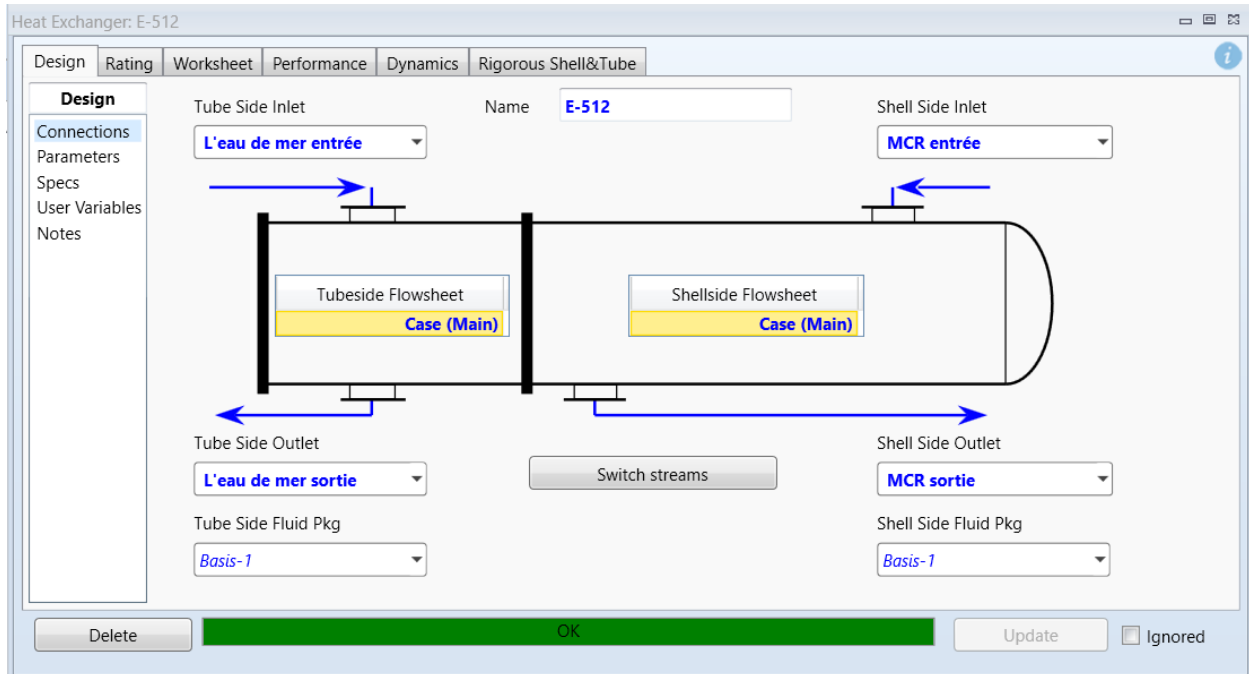 Heat Exchanger: E-512
Design Rating Worksheet Performance Dynamics Rigorous Shell&Tube
Design
Connections
Parameters
Specs
User Variables
Notes
Tube Side Inlet
L'eau de mer entrée
Name E-512
Shell Side Inlet
MCR entrée
Tubeside Flowsheet
Case (Main)
Shellside Flowsheet
Case (Main)
Tube Side Outlet
L'eau de mer sortie
Switch streams
Shell Side Outlet
MCR sortie
Tube Side Fluid Pkg
Basis-1
Shell Side Fluid Pkg
Basis-1
Delete
OK
Update
Ignored